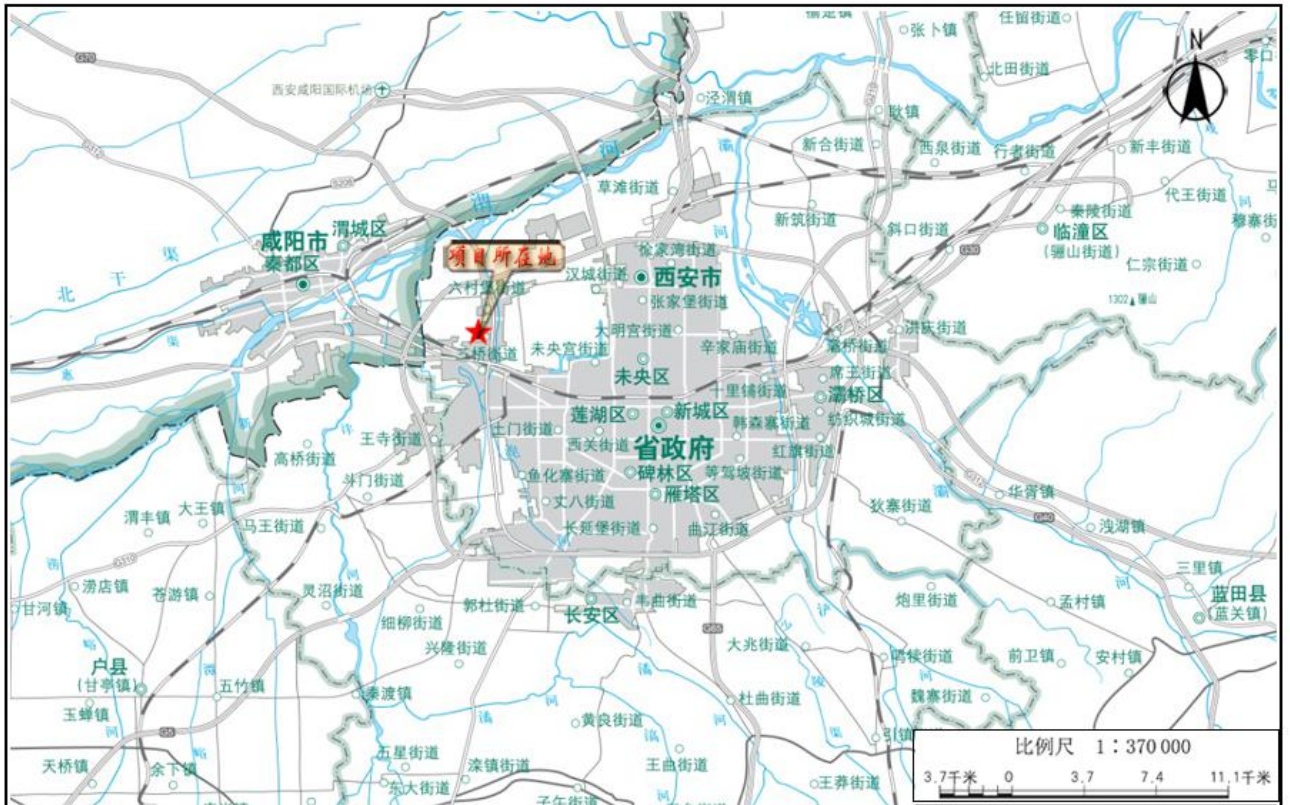 榆楚镇
张卜镇
任留街道
N
零口
G70
北田街道
西安咸阳国际机场
泾渭镇
耿镇
新合街道
西泉街道
行者街道
新丰街道
河
灞
草滩街道
代王街道
渭
新筑街道
秦陵街道
斜口街道
临潼区
(骊山街道)
穆寨街
渭城区
咸阳市
秦都区
徐家湾街道
G30
仁宗街道
项目所在地
汉城街道
西安市
六村堡街道
张家堡街道
1302 骊山
北干渠
大明宫街道
洪庆街道
三桥街道
未央宫街道
辛家庙街道
灞桥街道
未央区
十里铺街道
席王街道
灞桥区
莲湖区
新城区
韩森寨街道
纺织城街道
土门街道
西关街道
省政府
红旗街道
王寺街道
高桥街道
鱼化寨街道
碑林区
等驾坡街道
斗门街道
丈八街道
雁塔区
狄寨街道
华胥镇
大王镇
渭丰镇
马王街道
长延堡街道
曲江街道
G40
洩湖镇
三里镇
涝店镇
苍游镇
灵沼街道
甘河镇
细柳街道
郭杜街道
韦曲街道
长安区
炮里街道
孟村镇
蓝田县
(蓝关镇)
兴隆街道
G65
大兆街道
鸣犊街道
前卫镇
安村镇
户县
(甘亭镇)
五竹镇
秦渡镇
杜曲街道
魏寨街道
玉蝉镇
黄良街道
G5
引镇街道
五星街道
天桥镇
余下镇
东大街道
滦镇街道
王曲街道
王莽街道
子午街道
比例尺 1：370 000
3.7千米 0 3.7 7.4 11.1千米